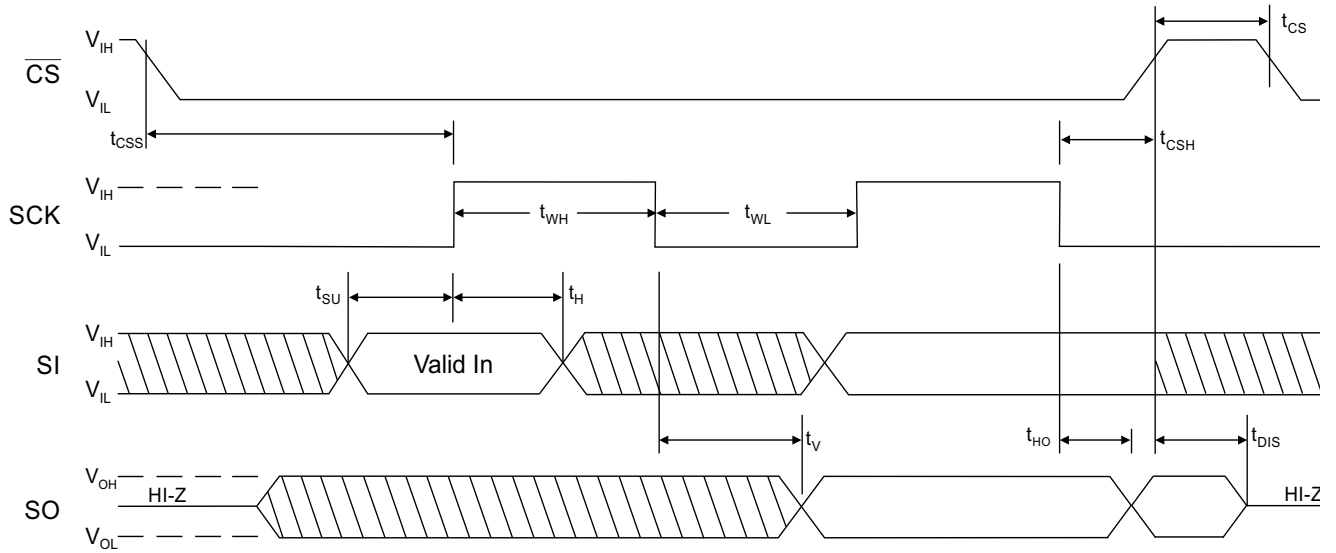 t_CS
V_IH
C̅S̅
V_IL
t_CSS
t_CSH
V_IH
SCK
t_WH
t_WL
V_IL
t_SU
t_H
V_IH
SI
Valid In
V_IL
t_V
t_HO
t_DIS
V_OH
HI-Z
HI-Z
SO
V_OL